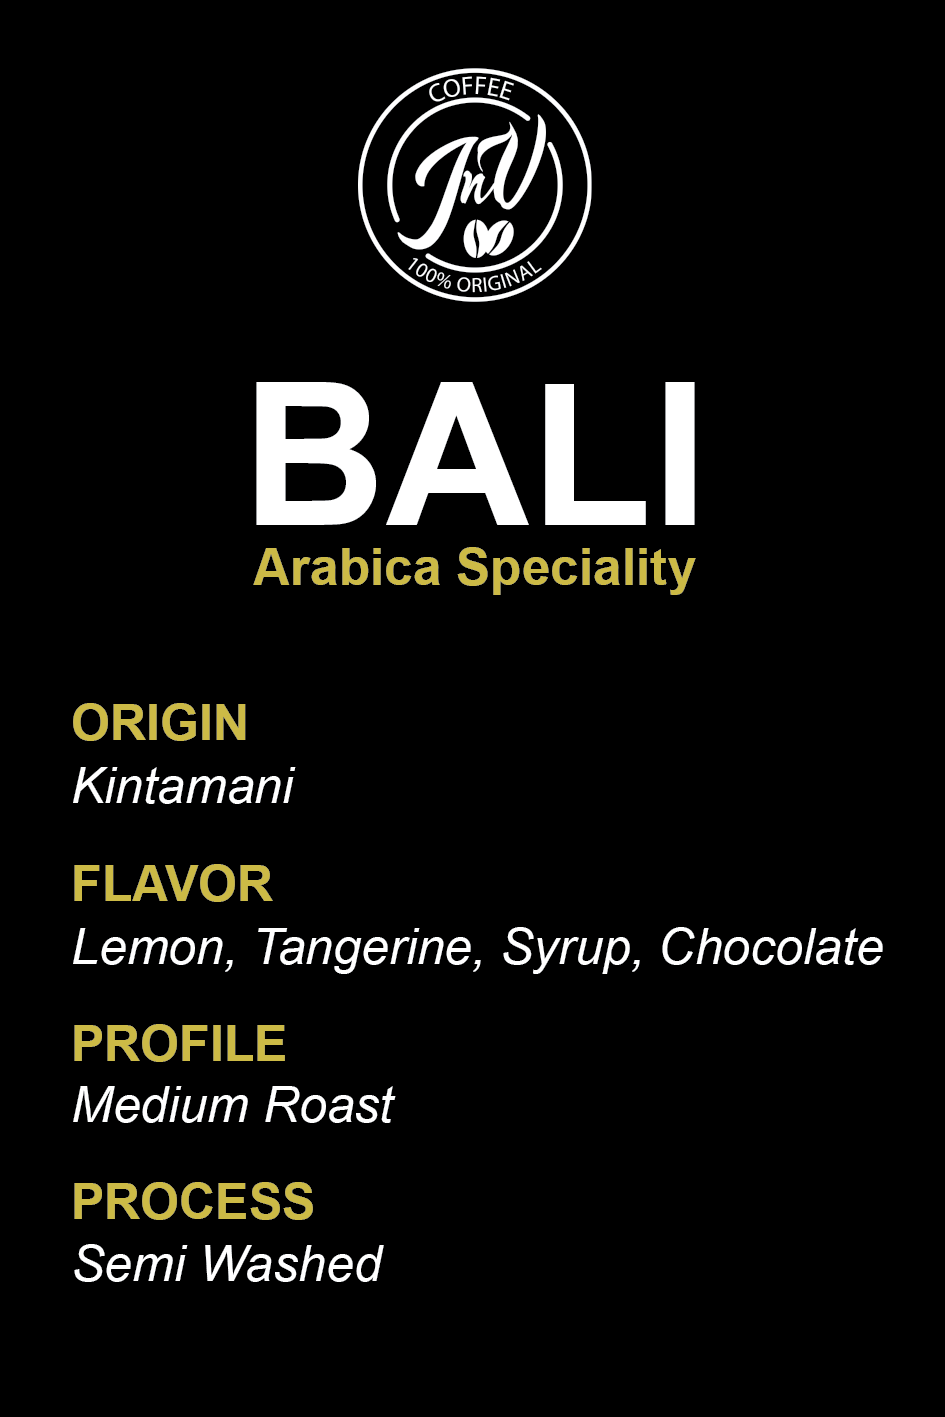 COFFEE
JnV
100% ORIGINAL
BALI
Arabica Speciality
ORIGIN
Kintamani
FLAVOR
Lemon, Tangerine, Syrup, Chocolate
PROFILE
Medium Roast
PROCESS
Semi Washed